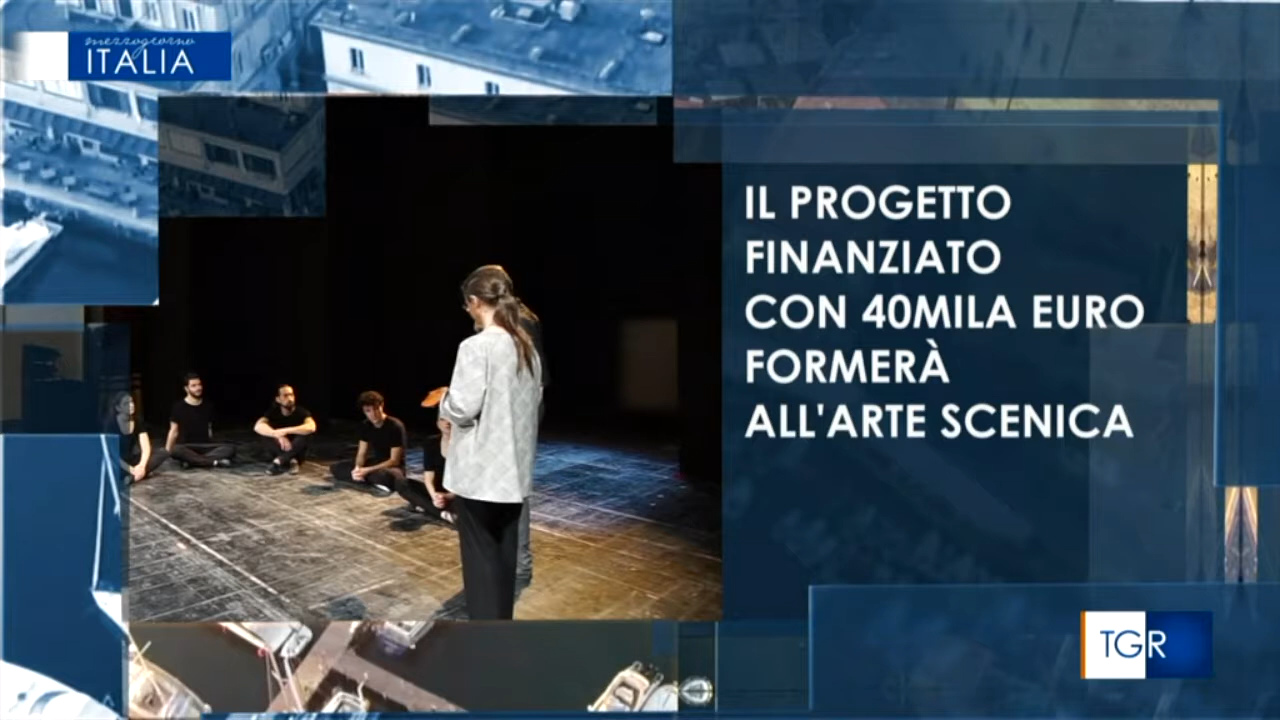 mezzogiorno
ITALIA
IL PROGETTO
FINANZIATO
CON 40MILA EURO
FORMERÀ
ALL'ARTE SCENICA
TGR